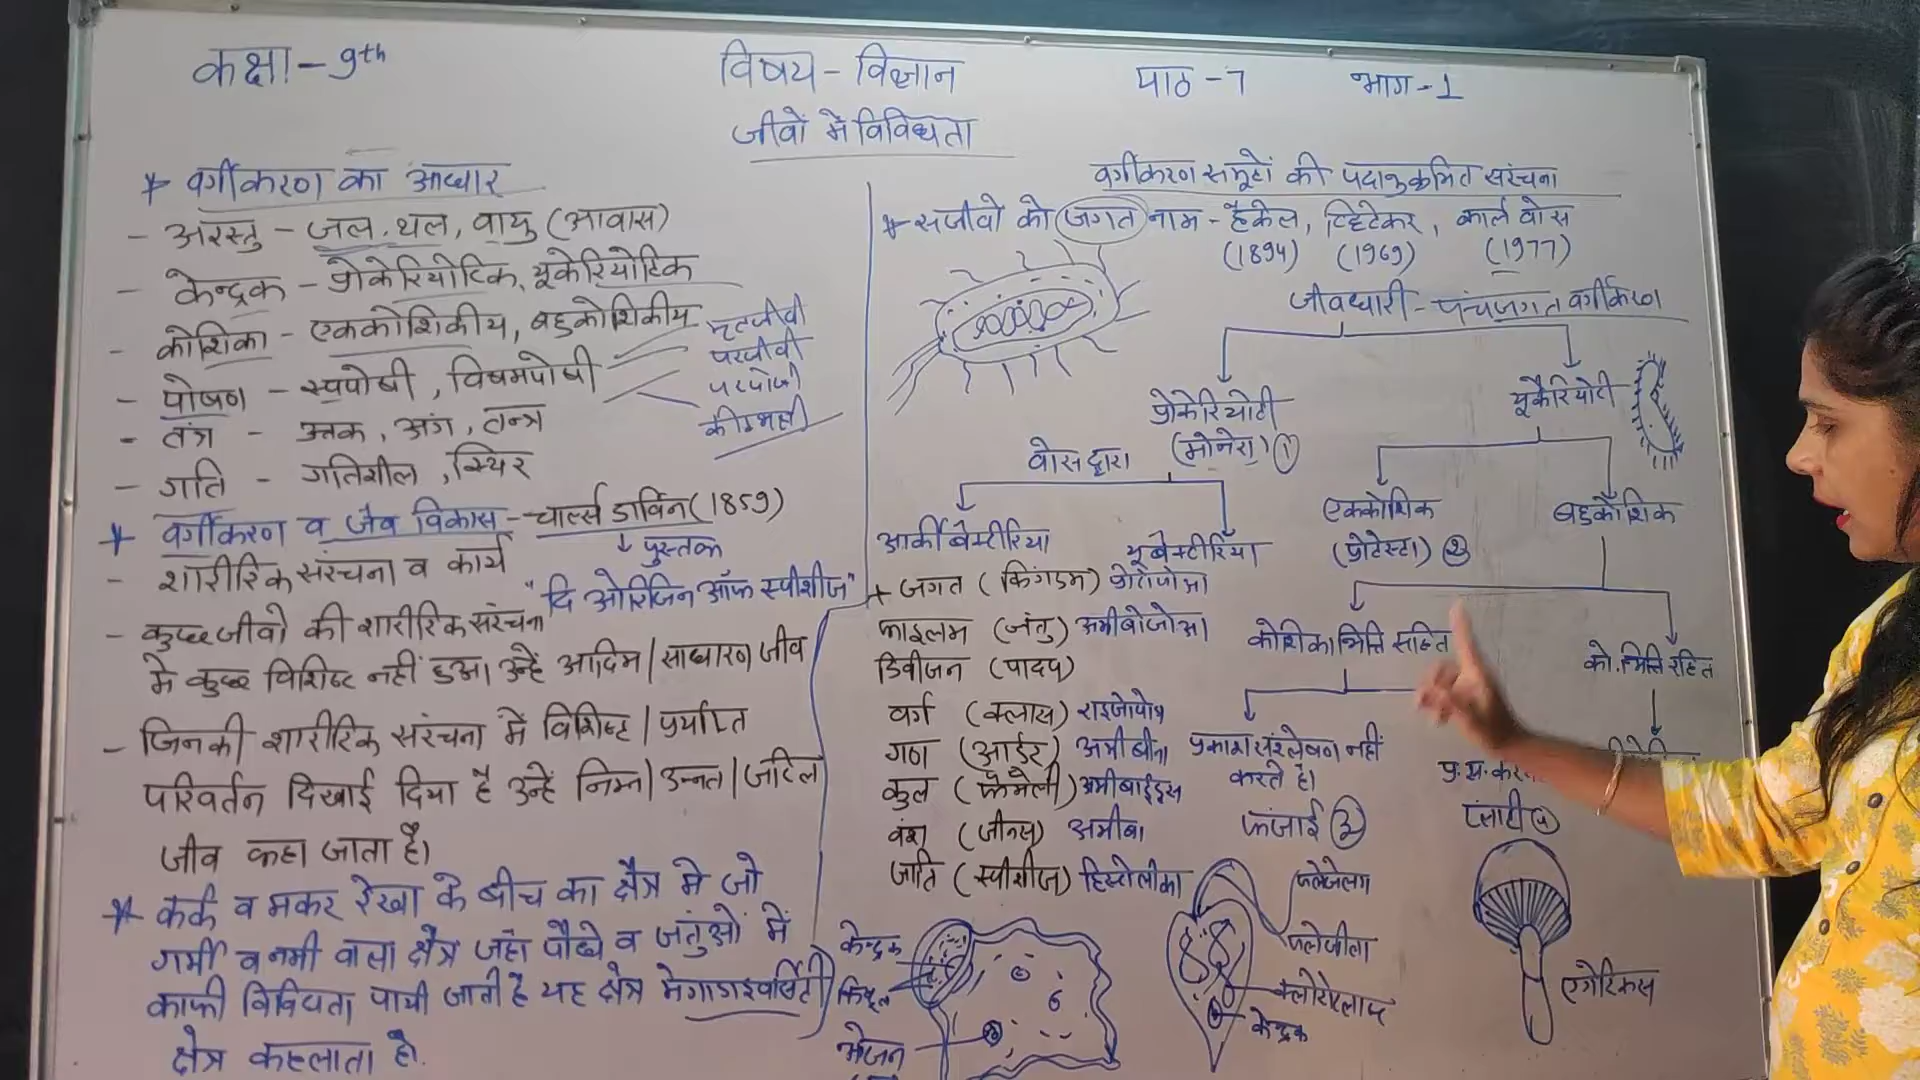 कक्षा - 9th
विषय - विज्ञान
पाठ - 7
भाग - 1
जीवों में विविधता
* वर्गीकरण का आधार
- अरस्तु - जल, थल, वायु (आवास)
- केन्द्रक - प्रोकेरियोटिक, यूकेरियोटिक
- कोशिका - एककोशिकीय, बहुकोशिकीय
- पोषण - स्वपोषी, विषमपोषी
मृतजीवी
परजीवी
परपोषी
कीटभक्षी
- तंत्र - ऊतक, अंग, तन्त्र
- गति - गतिशील, स्थिर
* वर्गीकरण व जैव विकास - चार्ल्स डार्विन (1859)
↓ पुस्तक
"दि ओरिजिन ऑफ स्पीशीज"
- शारीरिक संरचना व कार्य
- कुछ जीवो की शारीरिक संरचना
मे कुछ विशिष्ट नहीं हुआ उन्हें आदिम/साधारण जीव
- जिनकी शारीरिक संरचना में विशिष्ट/पर्याप्त
परिवर्तन दिखाई दिया है उन्हे निम्न/उन्नत/जटिल
जीव कहा जाता है।
* कर्क व मकर रेखा के बीच का क्षेत्र मे जो
गर्मी व नमी वाला क्षेत्र जहां पौधे व जंतुओं में
काफी विविधता पायी जाती है यह क्षेत्र मेगाडाइवर्सिटी
क्षेत्र कहलाता है।
वर्गीकरण समूहों की पदानुक्रमित संरचना
* सजीवो को जगत नाम - हैकेल, व्हिटेकर, कार्ल वोस
(1894) (1969) (1977)
जीवधारी - पंचजगत वर्गीकरण
प्रोकेरियोटी
(मोनेरा) 1
यूकैरियोटी
वोस द्वारा
आर्की बेक्टीरिया
यूबेक्टीरिया
एककोशिक
(प्रोटिस्टा) 2
बहुकोशिक
कोशिका भित्ति सहित
को. भित्ति रहित
प्रकाश संश्लेषण नहीं
करते है।
फंजाई 3
प्र.सं. कर
प्लांटी 4
+ जगत (किंगडम) प्रोटोजोआ
फाइलम (जंतु) अमीबोजोआ
डिवीजन (पादप)
वर्ग (क्लास)
गण (आर्डर) अमीबीना
कुल (फैमेली) अमीबाईड्स
वंश (जीनस) अमीबा
जाति (स्पीशीज) हिस्टोलीका
केन्द्रक
भोजन
फ्लेजेलम
क्लोरोप्लास्ट
केन्द्रक
एगेरिकस